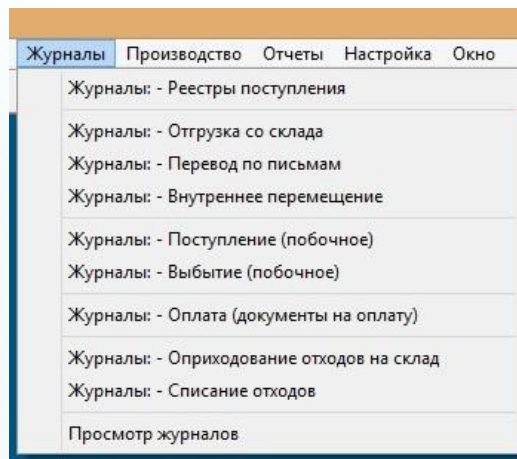 Журналы Производство Отчеты Настройка Окно
Журналы: - Реестры поступления
Журналы: - Отгрузка со склада
Журналы: - Перевод по письмам
Журналы: - Внутреннее перемещение
Журналы: - Поступление (побочное)
Журналы: - Выбытие (побочное)
Журналы: - Оплата (документы на оплату)
Журналы: - Оприходование отходов на склад
Журналы: - Списание отходов
Просмотр журналов